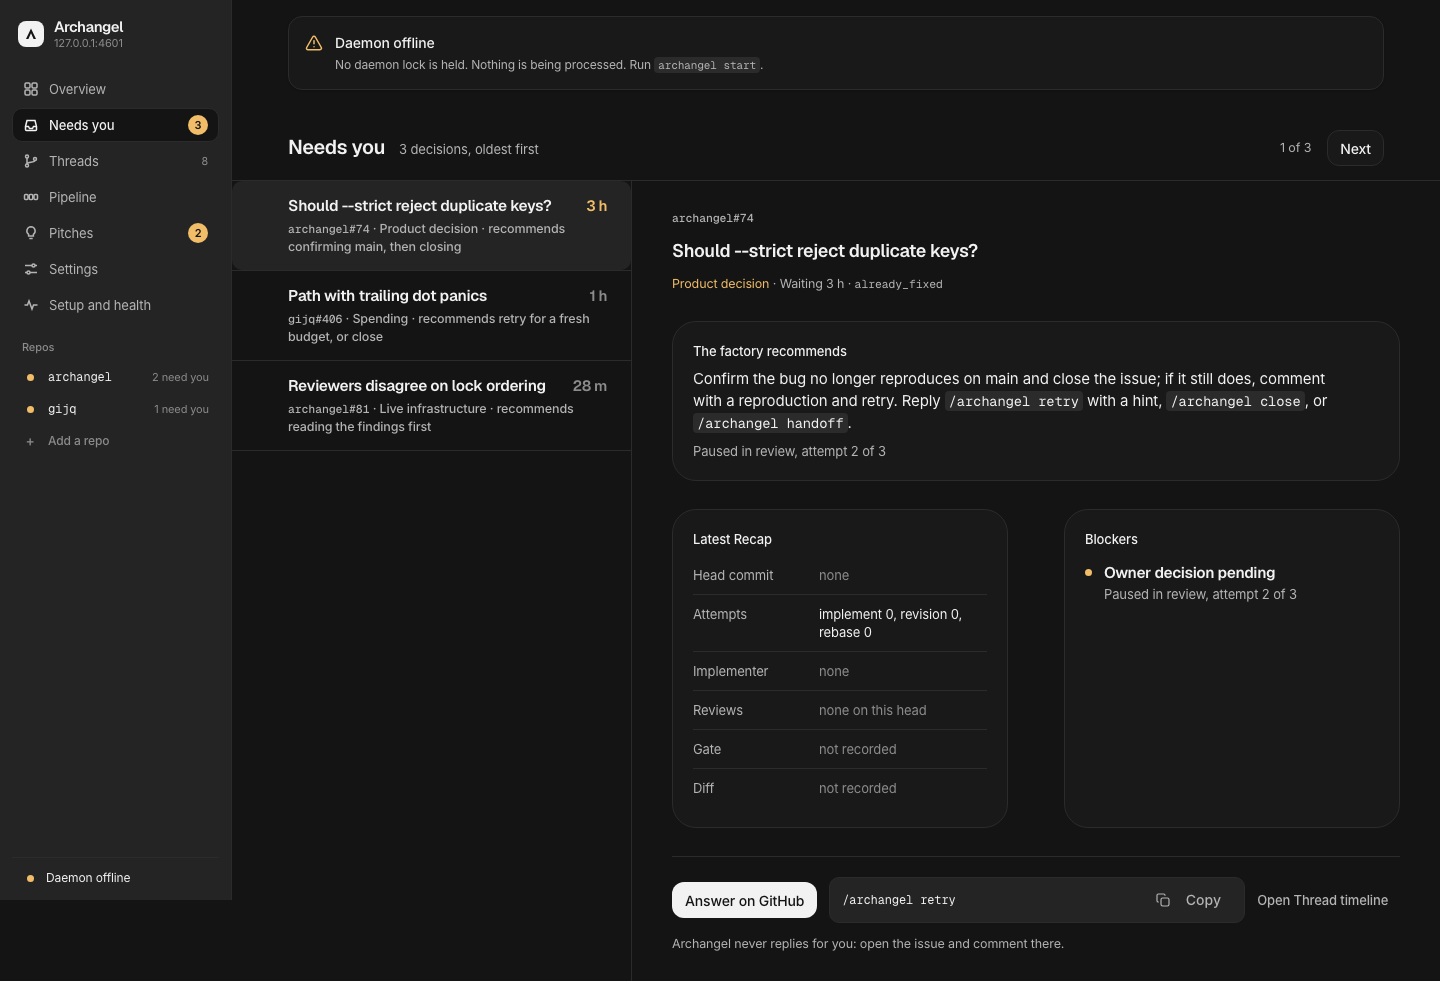 Archangel
127.0.0.1:4601
Overview
Needs you 3
Threads 8
Pipeline
Pitches 2
Settings
Setup and health
Repos
archangel 2 need you
gijq 1 need you
+ Add a repo
Daemon offline
Daemon offline
No daemon lock is held. Nothing is being processed. Run archangel start.
Needs you 3 decisions, oldest first
1 of 3 Next
Should --strict reject duplicate keys? 3 h
archangel#74 · Product decision · recommends
confirming main, then closing
Path with trailing dot panics 1 h
gijq#406 · Spending · recommends retry for a fresh
budget, or close
Reviewers disagree on lock ordering 28 m
archangel#81 · Live infrastructure · recommends
reading the findings first
archangel#74
Should --strict reject duplicate keys?
Product decision · Waiting 3 h · already_fixed
The factory recommends
Confirm the bug no longer reproduces on main and close the issue; if it still does, comment
with a reproduction and retry. Reply /archangel retry with a hint, /archangel close, or
/archangel handoff.
Paused in review, attempt 2 of 3
Latest Recap
Head commit none
Attempts implement 0, revision 0,
rebase 0
Implementer none
Reviews none on this head
Gate not recorded
Diff not recorded
Blockers
Owner decision pending
Paused in review, attempt 2 of 3
Answer on GitHub /archangel retry Copy Open Thread timeline
Archangel never replies for you: open the issue and comment there.